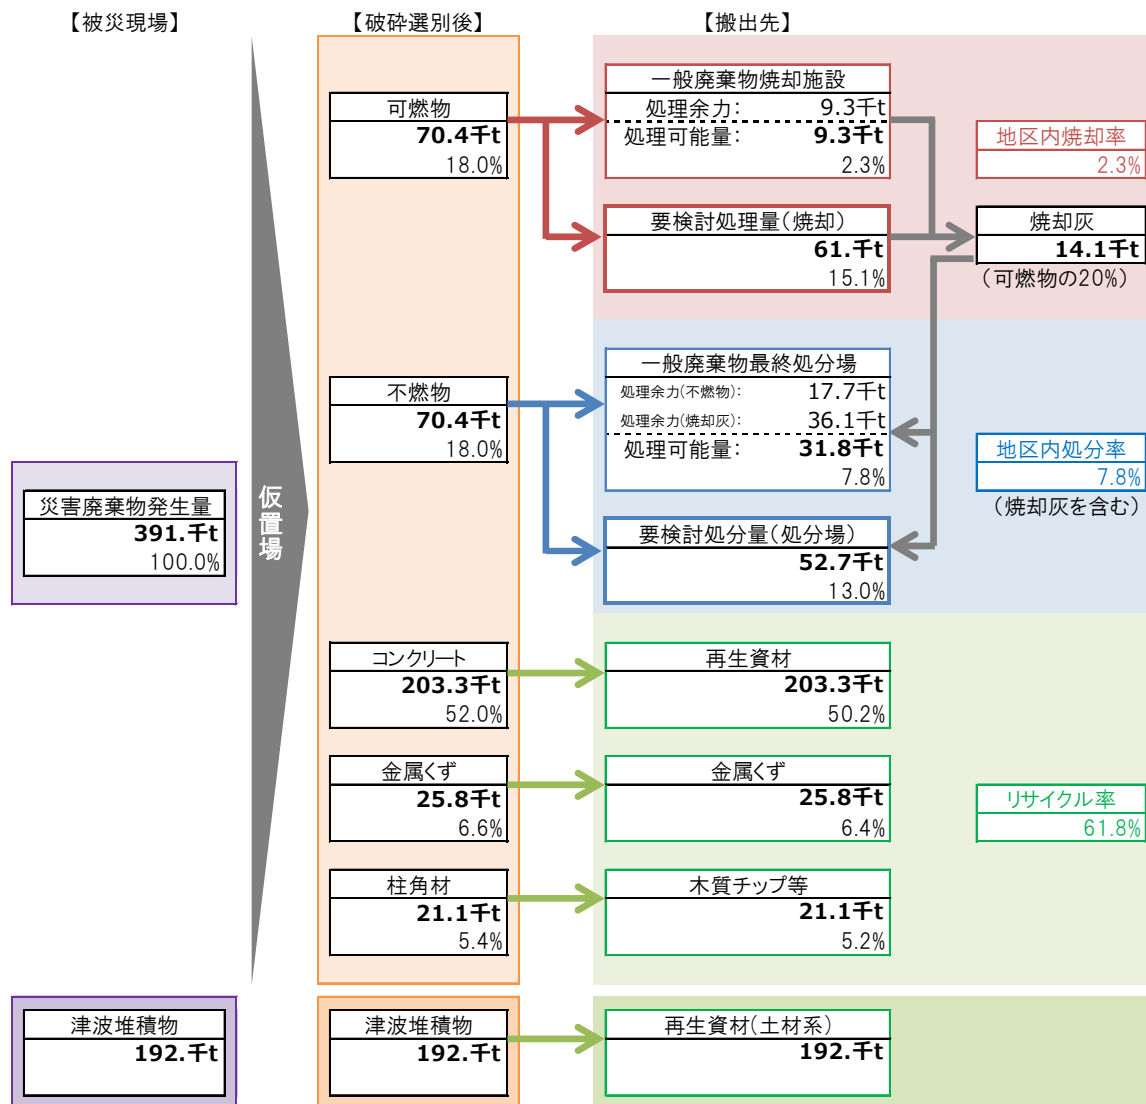 【被災現場】
【破砕選別後】
【搬出先】
一般廃棄物焼却施設
処理余力： 9.3千t
処理可能量： 9.3千t
2.3%
可燃物
70.4千t
18.0%
地区内焼却率
2.3%
要検討処理量（焼却）
61.千t
15.1%
焼却灰
14.1千t
（可燃物の20%）
一般廃棄物最終処分場
処理余力(不燃物)： 17.7千t
処理余力(焼却灰)： 36.1千t
処理可能量： 31.8千t
7.8%
不燃物
70.4千t
18.0%
地区内処分率
7.8%
（焼却灰を含む）
災害廃棄物発生量
391.千t
100.0%
仮置場
要検討処分量（処分場）
52.7千t
13.0%
コンクリート
203.3千t
52.0%
再生資材
203.3千t
50.2%
金属くず
25.8千t
6.6%
金属くず
25.8千t
6.4%
リサイクル率
61.8%
柱角材
21.1千t
5.4%
木質チップ等
21.1千t
5.2%
津波堆積物
192.千t
津波堆積物
192.千t
再生資材（土材系）
192.千t